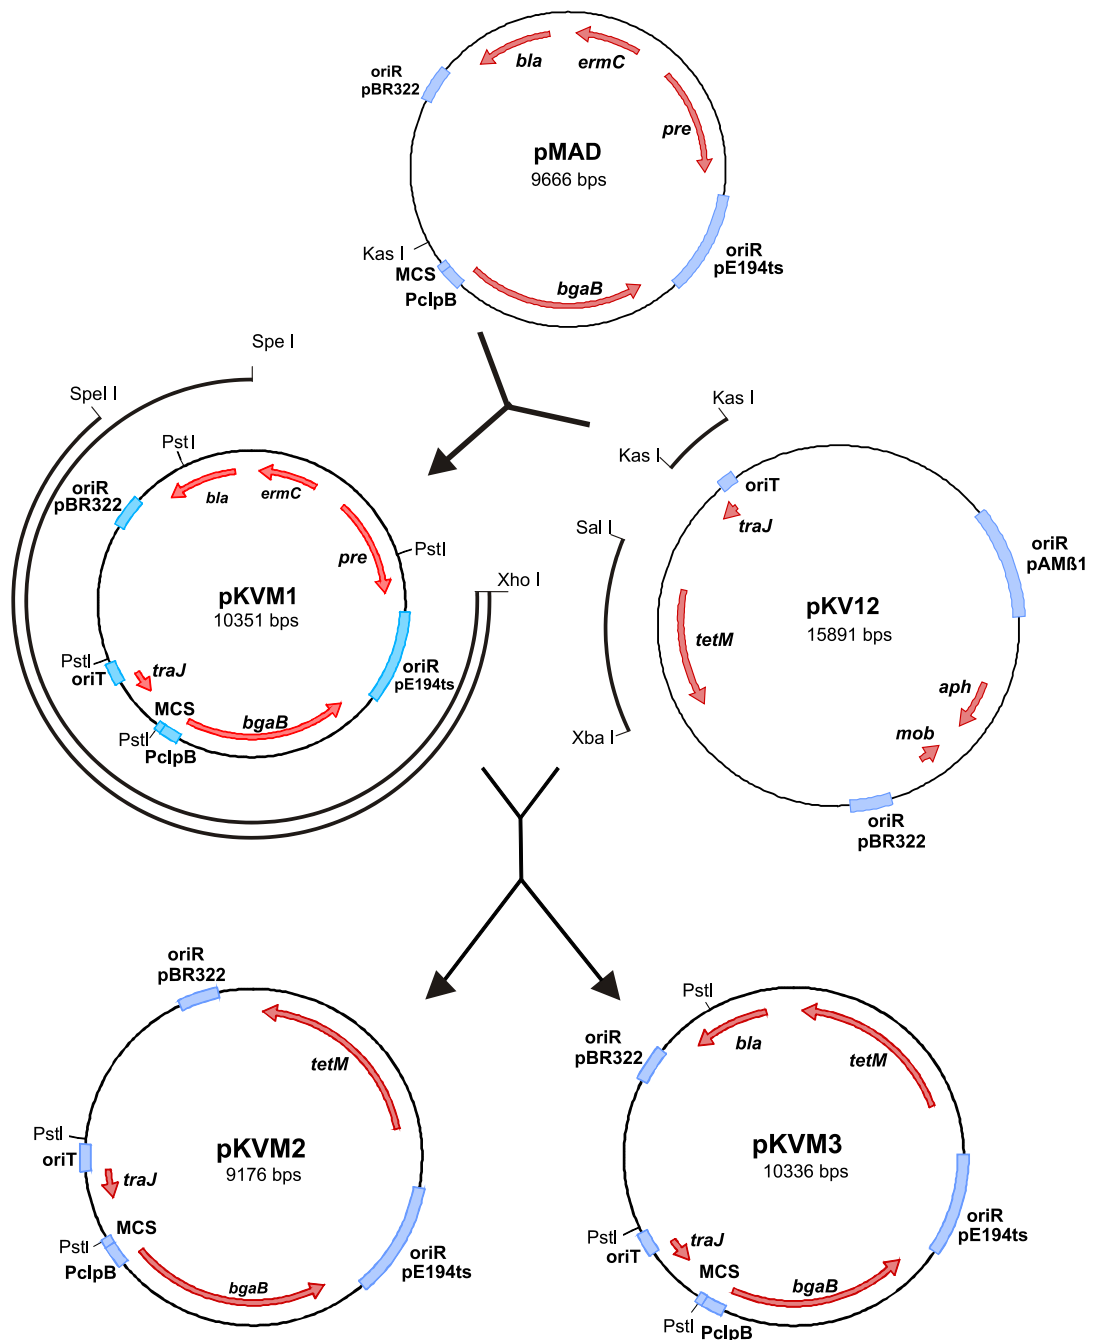 bla
ermC
oriR
pBR322
pre
pMAD
9666 bps
Kas I
MCS
PclpB
bgaB
oriR
pE194ts
Spe I
SpeI I
PstI
oriR
pBR322
bla
ermC
pre
PstI
Xho I
pKVM1
10351 bps
PstI
oriT
traJ
MCS
PstI
PclpB
bgaB
oriR
pE194ts
Kas I
Kas I
oriT
traJ
Sal I
oriR
pAMß1
pKV12
15891 bps
tetM
aph
mob
Xba I
oriR
pBR322
oriR
pBR322
tetM
PstI
oriT
pKVM2
9176 bps
traJ
MCS
PstI
PclpB
bgaB
oriR
pE194ts
PstI
oriR
pBR322
bla
tetM
pKVM3
10336 bps
PstI
oriT
traJ
MCS
PstI
PclpB
bgaB
oriR
pE194ts